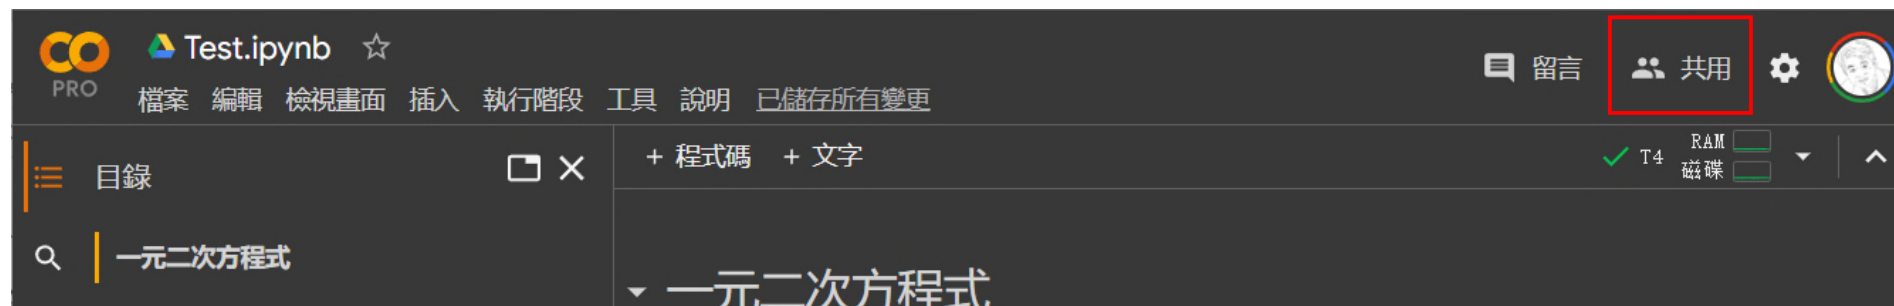 CO
PRO
Test.ipynb
檔案 編輯 檢視畫面 插入 執行階段 工具 說明 已儲存所有變更
留言 共用
目錄
+ 程式碼 + 文字
T4 RAM
磁碟
一元二次方程式
一元二次方程式